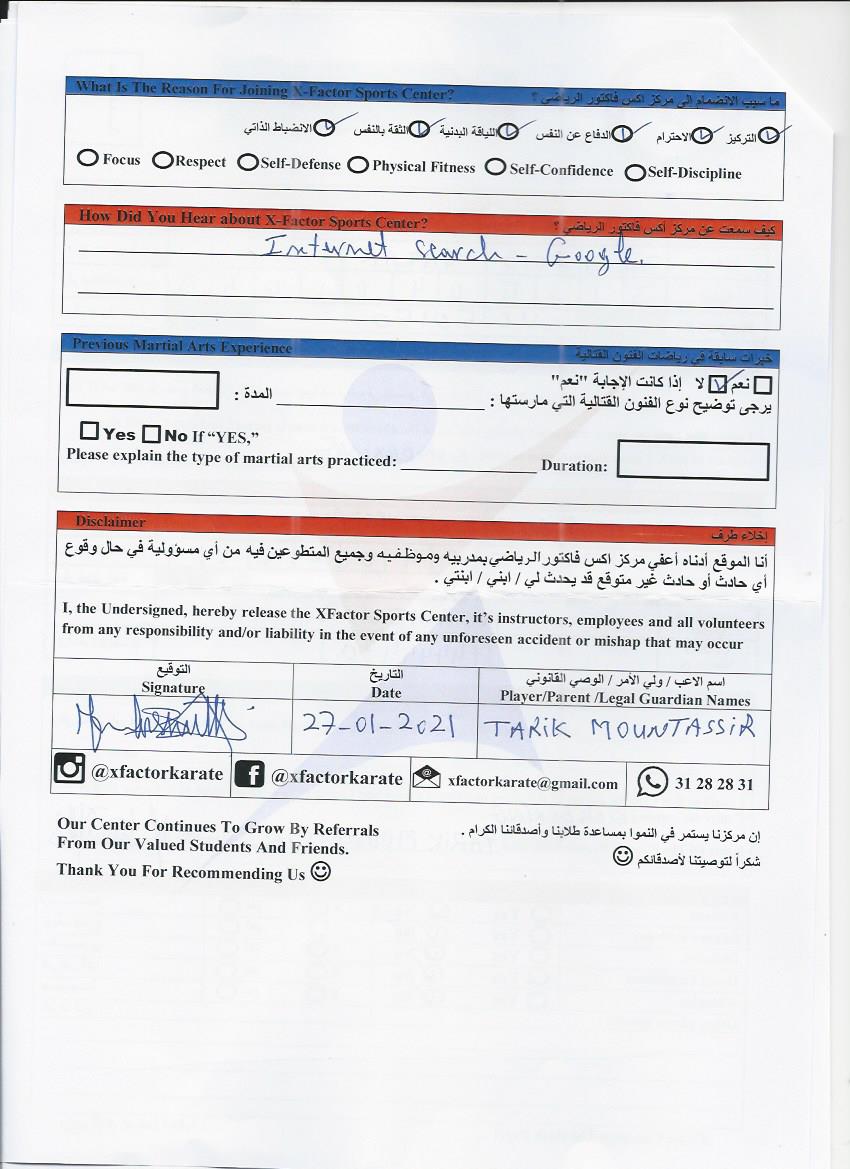 What Is The Reason For Joining X-Factor Sports Center? ما سبب الانضمام الى مركز اكس فاكتور الرياضي ؟
التركيز الاحترام الدفاع عن النفس اللياقة البدنية الثقة بالنفس الانضباط الذاتي
Focus Respect Self-Defense Physical Fitness Self-Confidence Self-Discipline
How Did You Hear about X-Factor Sports Center? كيف سمعت عن مركز أكس فاكتور الرياضي ؟
Internet search - Google.
Previous Martial Arts Experience خبرات سابقة في رياضات الفنون القتالية
نعم لا إذا كانت الإجابة "نعم"
يرجى توضيح نوع الفنون القتالية التي مارستها : المدة :
Yes No If “YES,”
Please explain the type of martial arts practiced: Duration:
Disclaimer إخلاء طرف
أنا الموقع أدناه أعفي مركز اكس فاكتور الرياضي بمدربيه وموظفيه وجميع المتطوعين فيه من أي مسؤولية في حال وقوع
أي حادث أو حادث غير متوقع قد يحدث لي / ابني / ابنتي .
I, the Undersigned, hereby release the XFactor Sports Center, it’s instructors, employees and all volunteers
from any responsibility and/or liability in the event of any unforeseen accident or mishap that may occur
التوقيع التاريخ اسم الاعب / ولي الأمر / الوصي القانوني
Signature Date Player/Parent /Legal Guardian Names
27-01-2021 TARIK MOUNTASSIR
@xfactorkarate @xfactorkarate xfactorkarate@gmail.com 31 28 28 31
Our Center Continues To Grow By Referrals
From Our Valued Students And Friends.
Thank You For Recommending Us
إن مركزنا يستمر في النموا بمساعدة طلابنا وأصدقائنا الكرام .
شكراً لتوصيتنا لأصدقائكم